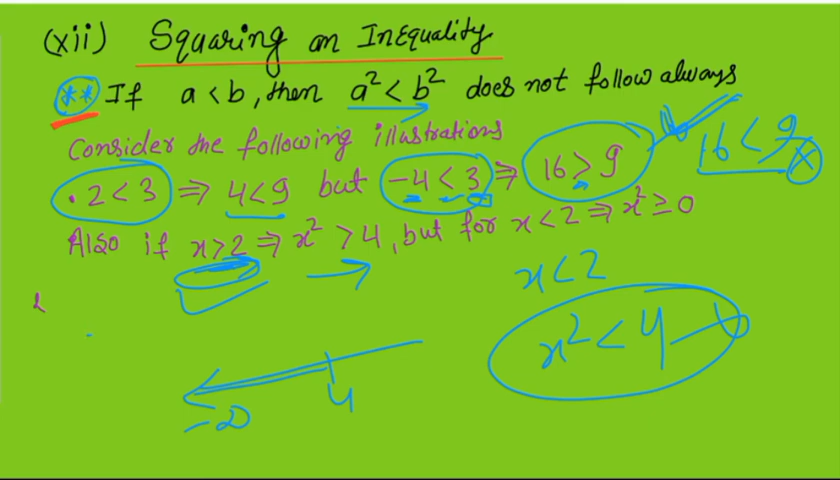 (xii) Squaring an Inequality
** If a < b, then a² < b² does not follow always
Consider the following illustrations
16 < 9
. 2 < 3 ⇒ 4 < 9 but -4 < 3 ⇒ 16 > 9
Also if x > 2 ⇒ x² > 4, but for x < 2 ⇒ x² ≥ 0
x < 2
x² < 4
4